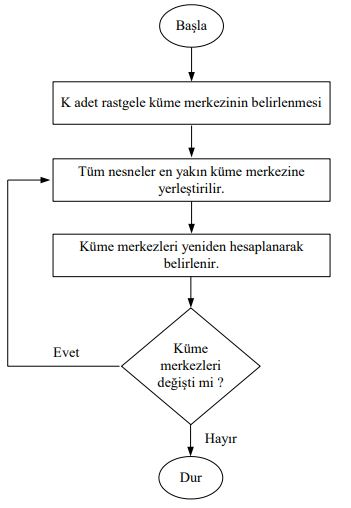 Başla
K adet rastgele küme merkezinin belirlenmesi
Tüm nesneler en yakın küme merkezine
yerleştirilir.
Küme merkezleri yeniden hesaplanarak
belirlenir.
Küme
merkezleri
değişti mi ?
Evet
Hayır
Dur